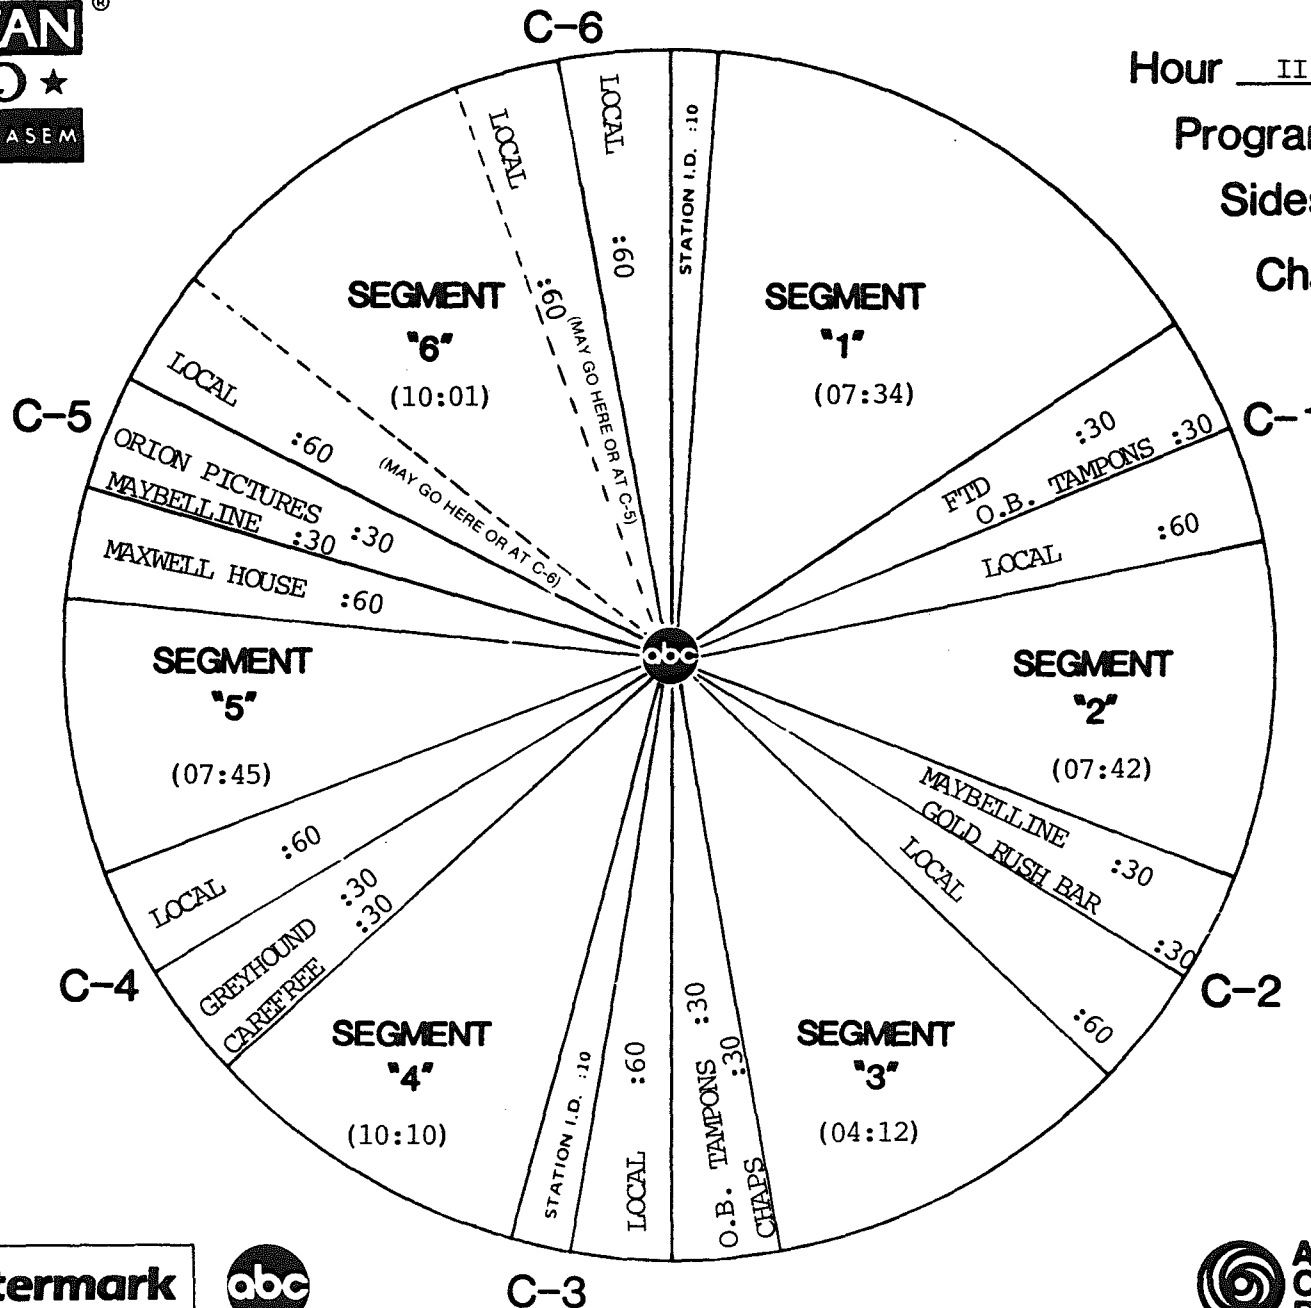 ®
C-6
ASEM
Hour II
LOCAL :60
STATION I.D. :10
SEGMENT
"1"
(07:34)
C-1
FTD :30
O.B. TAMPONS :30
LOCAL :60
SEGMENT
"2"
(07:42)
C-2
MAYBELLINE :30
GOLD RUSH BAR :30
LOCAL :60
SEGMENT
"3"
(04:12)
C-3
O.B. TAMPONS :30
CHAPS :30
LOCAL :60
STATION I.D. :10
SEGMENT
"4"
(10:10)
C-4
GREYHOUND :30
CAREFREE :30
LOCAL :60
SEGMENT
"5"
(07:45)
C-5
MAXWELL HOUSE :60
MAYBELLINE :30
ORION PICTURES :30
LOCAL :60
(MAY GO HERE OR AT C-6)
SEGMENT
"6"
(10:01)
LOCAL :60
(MAY GO HERE OR AT C-5)
abc
termark
abc